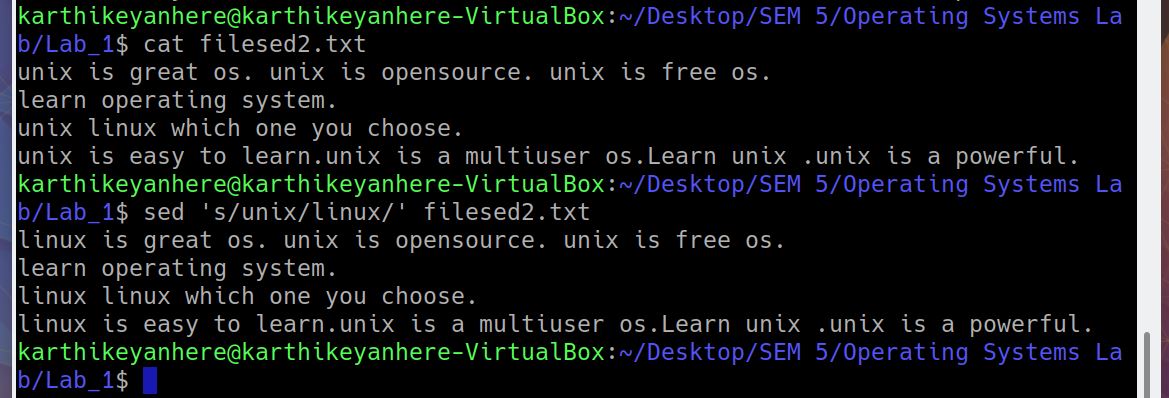 karthikeyanhere@karthikeyanhere-VirtualBox:~/Desktop/SEM 5/Operating Systems La
b/Lab_1$ cat filesed2.txt
unix is great os. unix is opensource. unix is free os.
learn operating system.
unix linux which one you choose.
unix is easy to learn.unix is a multiuser os.Learn unix .unix is a powerful.
karthikeyanhere@karthikeyanhere-VirtualBox:~/Desktop/SEM 5/Operating Systems La
b/Lab_1$ sed 's/unix/linux/' filesed2.txt
linux is great os. unix is opensource. unix is free os.
learn operating system.
linux linux which one you choose.
linux is easy to learn.unix is a multiuser os.Learn unix .unix is a powerful.
karthikeyanhere@karthikeyanhere-VirtualBox:~/Desktop/SEM 5/Operating Systems La
b/Lab_1$